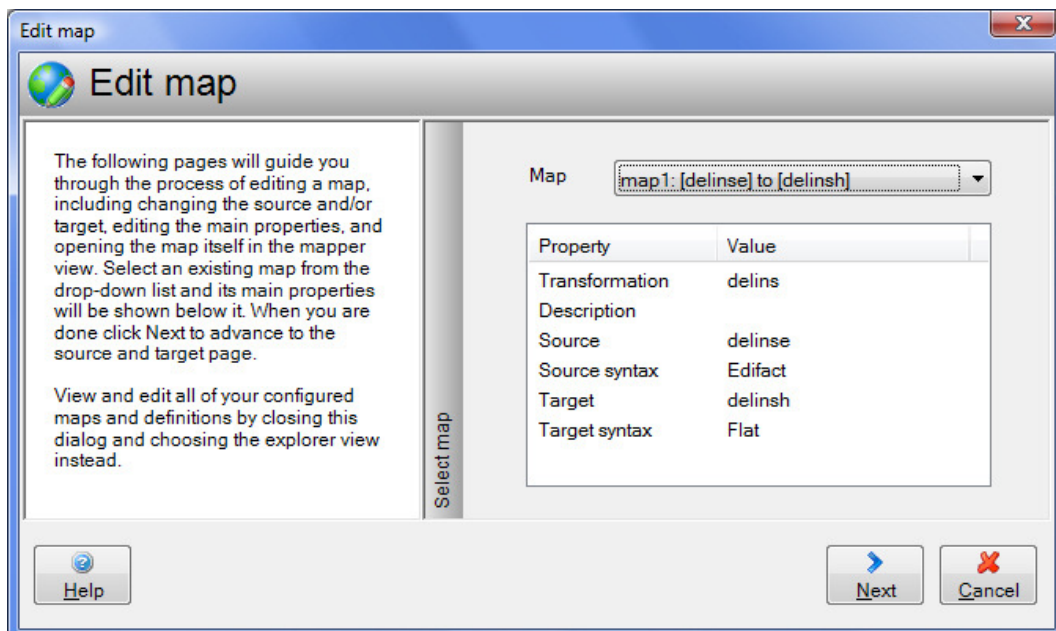 Edit map
Edit map
The following pages will guide you
through the process of editing a map,
including changing the source and/or
target, editing the main properties, and
opening the map itself in the mapper
view. Select an existing map from the
drop-down list and its main properties
will be shown below it. When you are
done click Next to advance to the
source and target page.
View and edit all of your configured
maps and definitions by closing this
dialog and choosing the explorer view
instead.
Select map
Map map1: [delinse] to [delinsh]
Property Value
Transformation delins
Description
Source delinse
Source syntax Edifact
Target delinsh
Target syntax Flat
Help
Next
Cancel